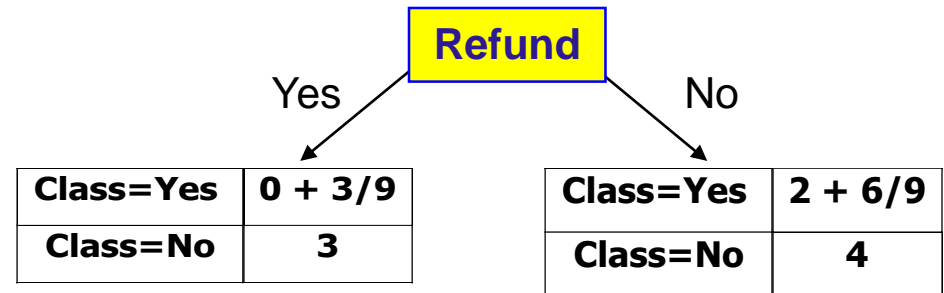 Refund
Yes
No
Class=Yes 0 + 3/9
Class=No 3
Class=Yes 2 + 6/9
Class=No 4